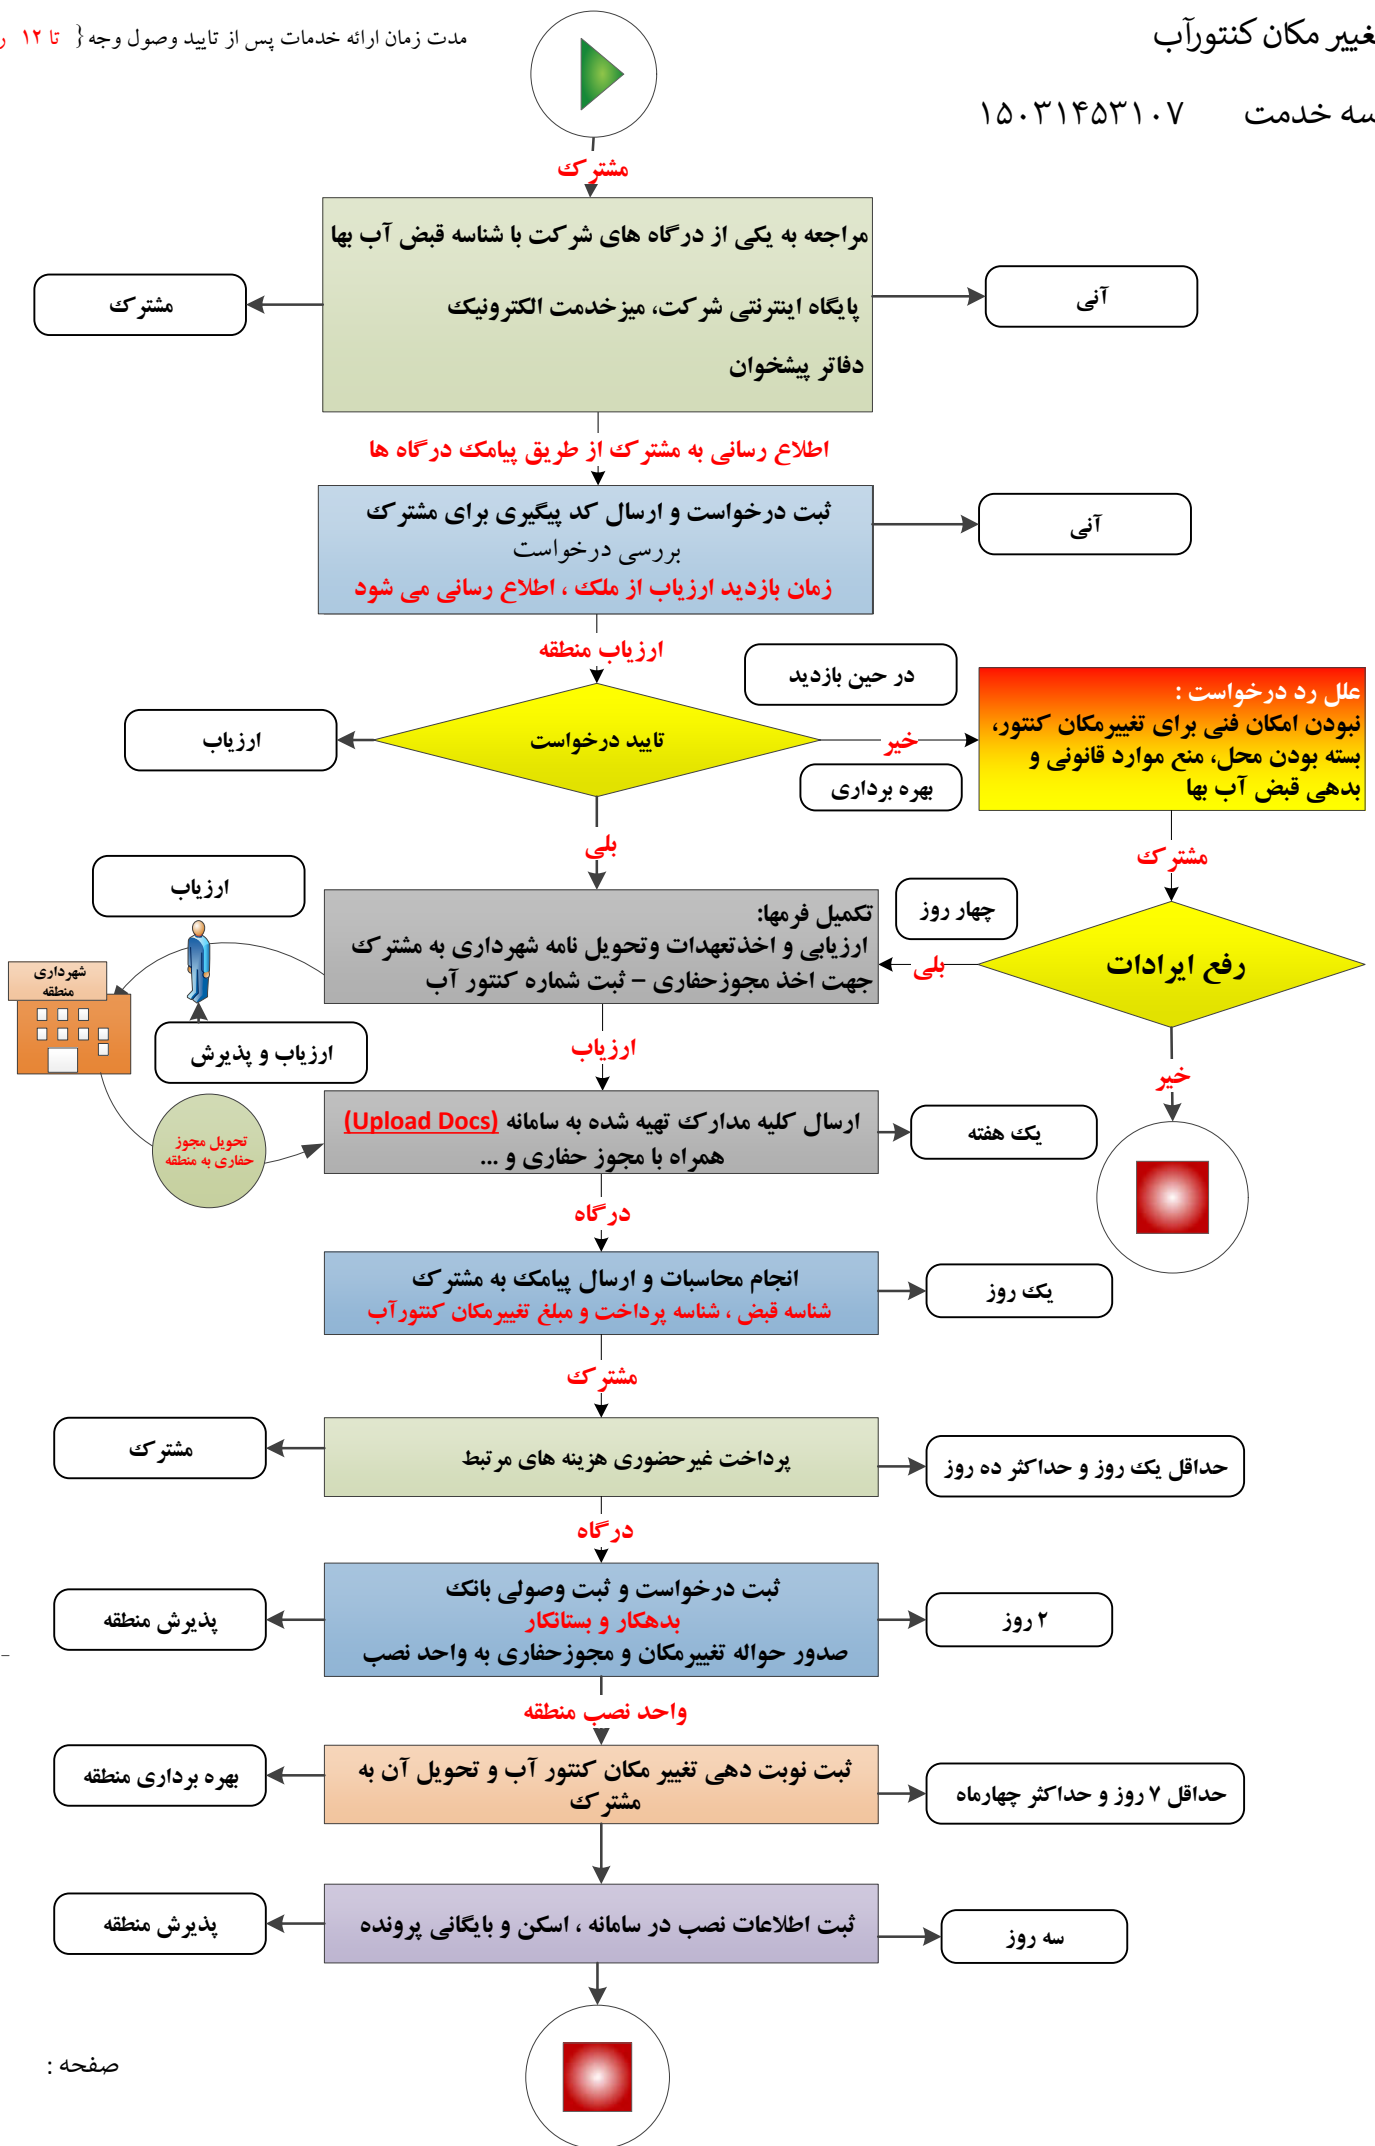 تغییر مکان کنتورآب
مدت زمان ارائه خدمات پس از تایید وصول وجه { تا ۱۲
خدمت ۱۵۰۳۱۴۵۳۱۰۷
مشترک
مراجعه به یکی از درگاه های شرکت با شناسه قبض آب بها
پایگاه اینترنتی شرکت، میزخدمت الکترونیک
دفاتر پیشخوان
آنی
مشترک
اطلاع رسانی به مشترک از طریق پیامک درگاه ها
ثبت درخواست و ارسال کد پیگیری برای مشترک
بررسی درخواست
زمان بازدید ارزیاب از ملک ، اطلاع رسانی می شود
آنی
ارزیاب منطقه
در حین بازدید
تایید درخواست
ارزیاب
خیر
بهره برداری
علل رد درخواست :
نبودن امکان فنی برای تغییرمکان کنتور،
بسته بودن محل، منع موارد قانونی و
بدهی قبض آب بها
بلی
مشترک
چهار روز
رفع ایرادات
بلی
خیر
تکمیل فرمها:
ارزیابی و اخذتعهدات وتحویل نامه شهرداری به مشترک
جهت اخذ مجوزحفاری – ثبت شماره کنتور آب
ارزیاب
شهرداری
منطقه
ارزیاب و پذیرش
تحویل مجوز
حفاری به منطقه
ارزیاب
ارسال کلیه مدارک تهیه شده به سامانه (Upload Docs)
همراه با مجوز حفاری و ...
یک هفته
درگاه
انجام محاسبات و ارسال پیامک به مشترک
شناسه قبض ، شناسه پرداخت و مبلغ تغییرمکان کنتورآب
یک روز
مشترک
پرداخت غیرحضوری هزینه های مرتبط
حداقل یک روز و حداکثر ده روز
مشترک
درگاه
ثبت درخواست و ثبت وصولی بانک
بدهکار و بستانکار
صدور حواله تغییرمکان و مجوزحفاری به واحد نصب
۲ روز
پذیرش منطقه
واحد نصب منطقه
ثبت نوبت دهی تغییر مکان کنتور آب و تحویل آن به
مشترک
حداقل ۷ روز و حداکثر چهارماه
بهره برداری منطقه
ثبت اطلاعات نصب در سامانه ، اسکن و بایگانی پرونده
سه روز
پذیرش منطقه
صفحه :